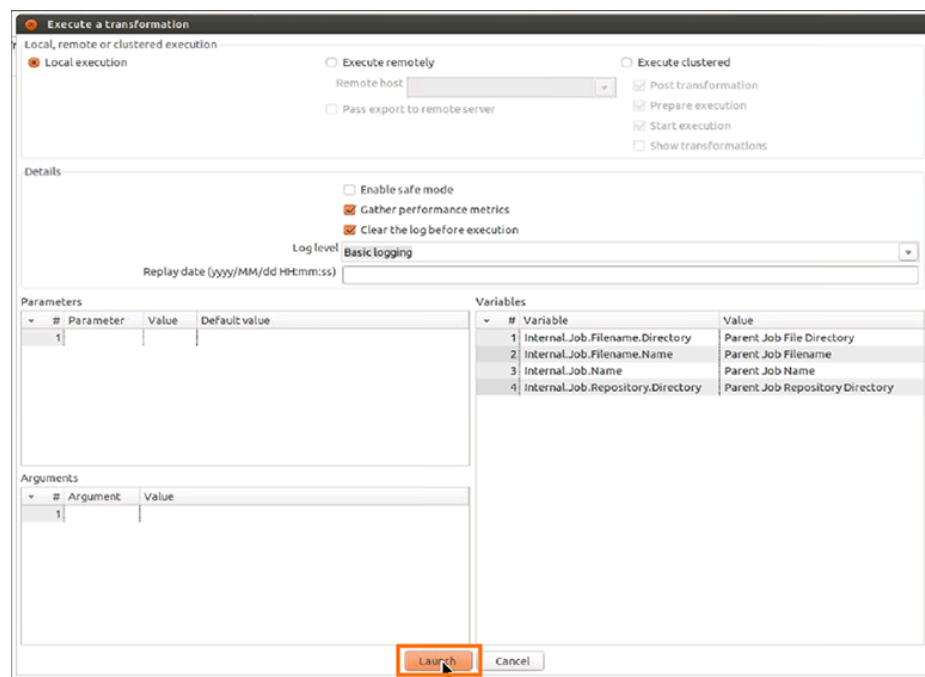 Execute a transformation
Local, remote or clustered execution
Local execution
Execute remotely
Execute clustered
Remote host
Post transformation
Pass export to remote server
Prepare execution
Start execution
Show transformations
Details
Enable safe mode
Gather performance metrics
Clear the log before execution
Log level Basic logging
Replay date (yyyy/MM/dd HH:mm:ss)
Parameters
# Parameter Value Default value
1
Variables
# Variable Value
1 Internal.Job.Filename.Directory Parent Job File Directory
2 Internal.Job.Filename.Name Parent Job Filename
3 Internal.Job.Name Parent Job Name
4 Internal.Job.Repository.Directory Parent Job Repository Directory
Arguments
# Argument Value
1
Launch Cancel